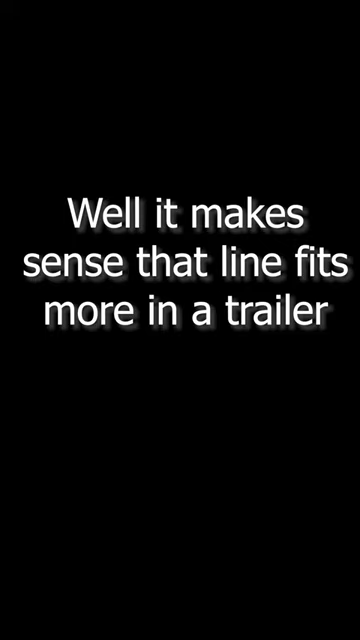 Well it makes
sense that line fits
more in a trailer